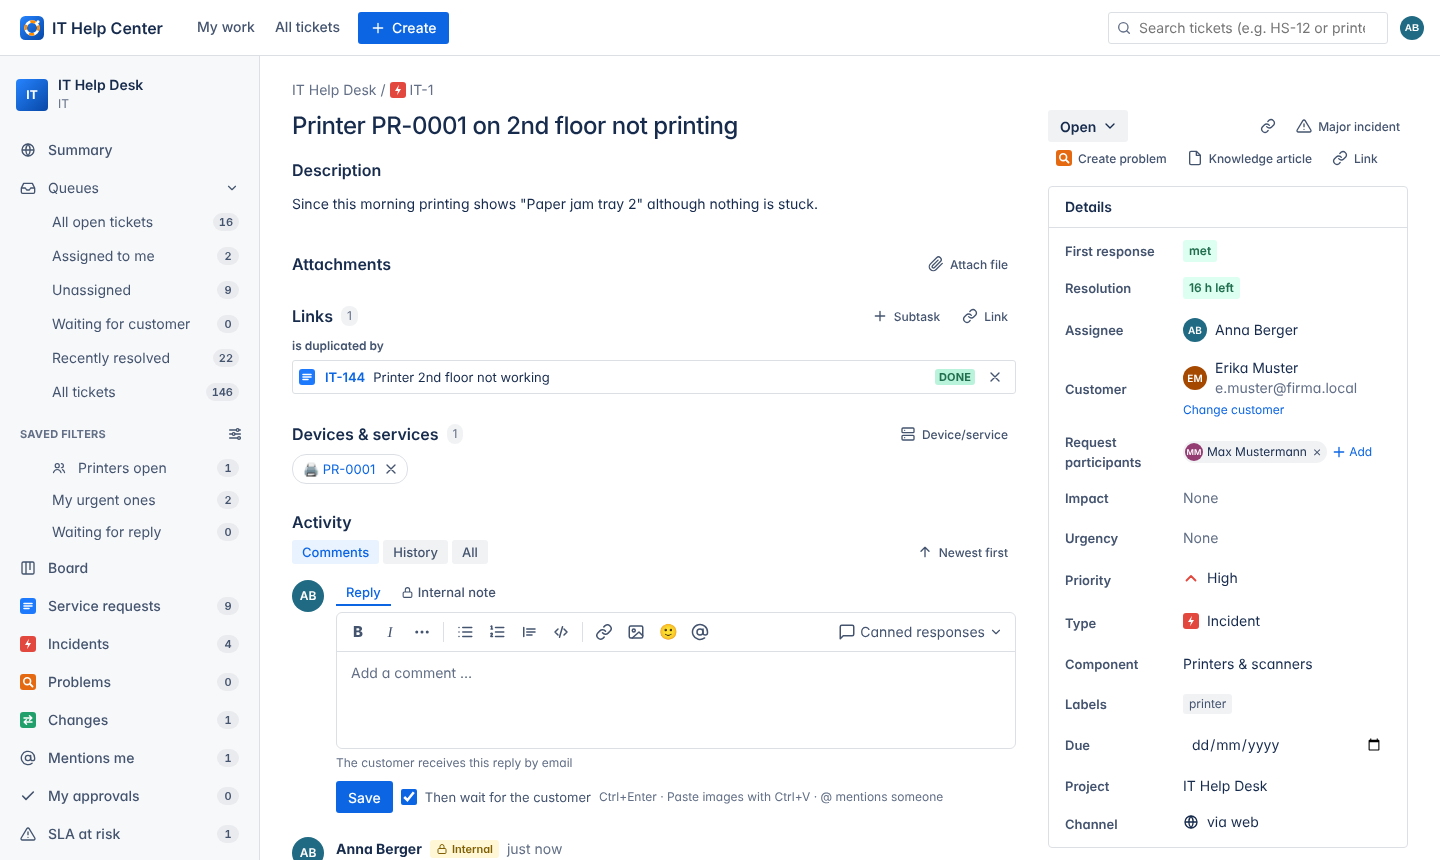 IT Help Center
My work
All tickets
Create
Search tickets (e.g. HS-12 or printe
AB
IT
IT Help Desk
IT
Summary
Queues
All open tickets 16
Assigned to me 2
Unassigned 9
Waiting for customer 0
Recently resolved 22
All tickets 146
SAVED FILTERS
Printers open 1
My urgent ones 2
Waiting for reply 0
Board
Service requests 9
Incidents 4
Problems 0
Changes 1
Mentions me 1
My approvals 0
SLA at risk 1
IT Help Desk / IT-1
Printer PR-0001 on 2nd floor not printing
Description
Since this morning printing shows "Paper jam tray 2" although nothing is stuck.
Attachments
Attach file
Links 1
Subtask
Link
is duplicated by
IT-144 Printer 2nd floor not working DONE
Devices & services 1
Device/service
PR-0001
Activity
Comments
History
All
Newest first
AB
Reply
Internal note
B I
Canned responses
Add a comment ...
The customer receives this reply by email
Save
Then wait for the customer
Ctrl+Enter · Paste images with Ctrl+V · @ mentions someone
AB
Anna Berger Internal just now
Open
Major incident
Create problem
Knowledge article
Link
Details
First response met
Resolution 16 h left
Assignee AB Anna Berger
Customer EM Erika Muster
e.muster@firma.local
Change customer
Request participants MM Max Mustermann × + Add
Impact None
Urgency None
Priority High
Type Incident
Component Printers & scanners
Labels printer
Due dd/mm/yyyy
Project IT Help Desk
Channel via web